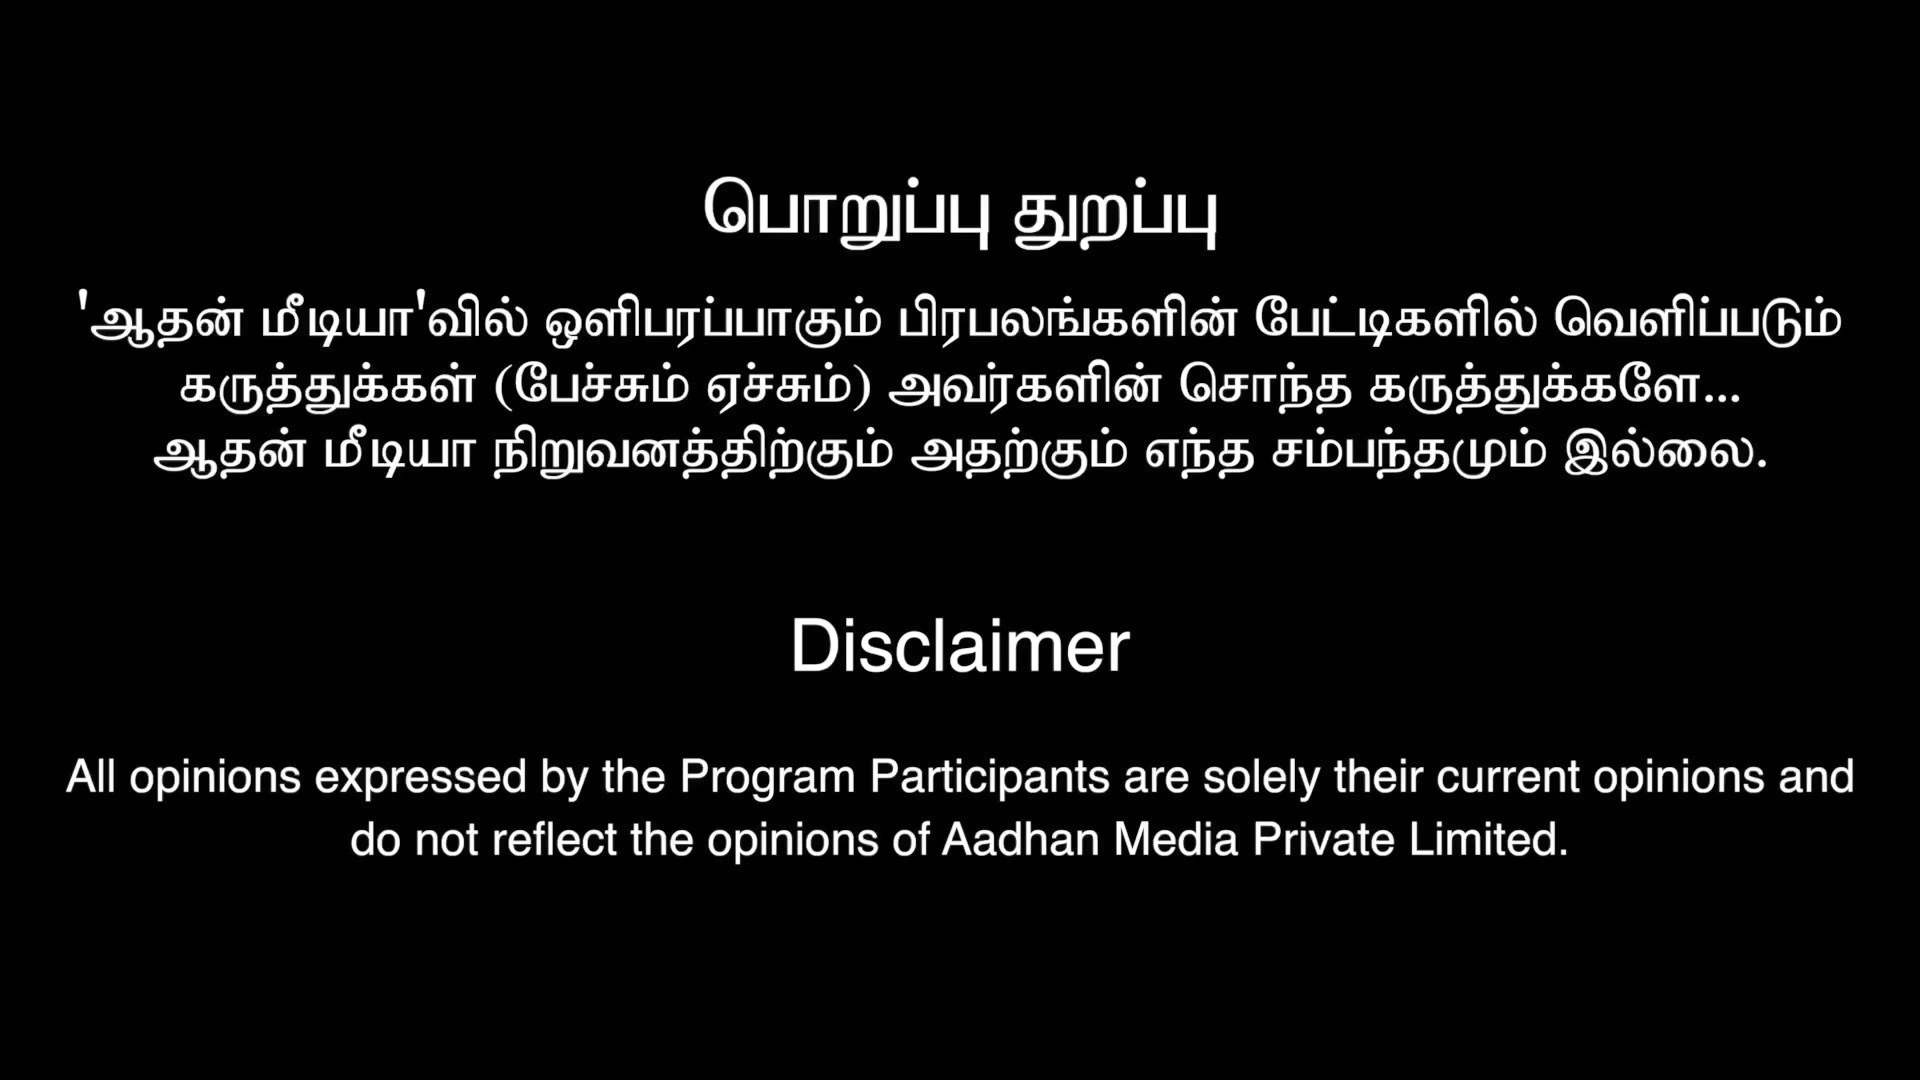 பொறுப்பு துறப்பு
'ஆதன் மீடியா'வில் ஒளிபரப்பாகும் பிரபலங்களின் பேட்டிகளில் வெளிப்படும்
கருத்துக்கள் (பேச்சும் ஏச்சும்) அவர்களின் சொந்த கருத்துக்களே...
ஆதன் மீடியா நிறுவனத்திற்கும் அதற்கும் எந்த சம்பந்தமும் இல்லை.
Disclaimer
All opinions expressed by the Program Participants are solely their current opinions and
do not reflect the opinions of Aadhan Media Private Limited.